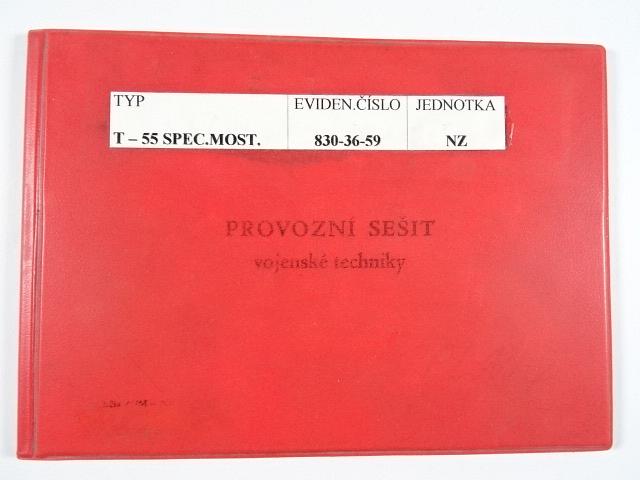 TYP EVIDEN.ČÍSLO JEDNOTKA
T – 55 SPEC.MOST. 830-36-59 NZ
PROVOZNÍ SEŠIT
vojenské techniky